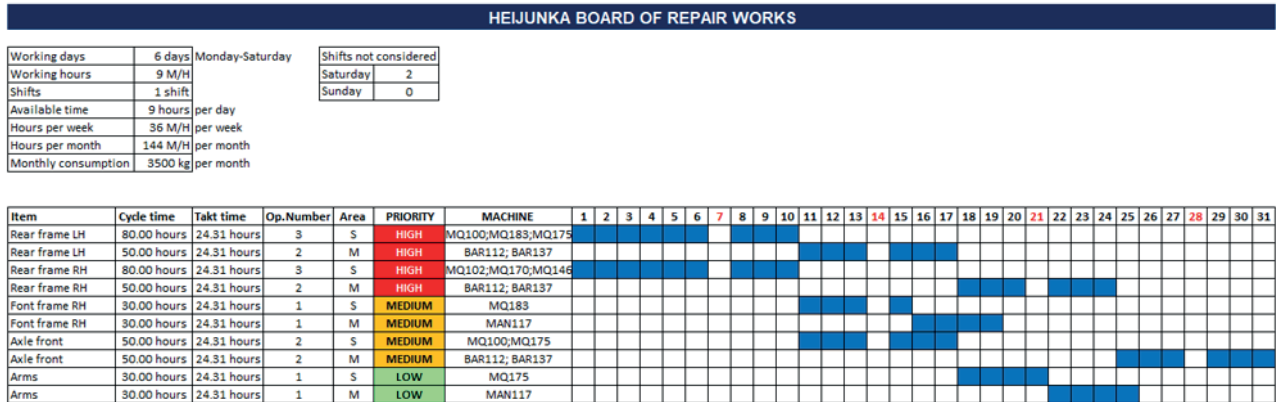 HEIJUNKA BOARD OF REPAIR WORKS
Working days 6 days Monday-Saturday Shifts not considered
Working hours 9 M/H Saturday 2
Shifts 1 shift Sunday 0
Available time 9 hours per day
Hours per week 36 M/H per week
Hours per month 144 M/H per month
Monthly consumption 3500 kg per month
Item Cycle time Takt time Op.Number Area PRIORITY MACHINE 1 2 3 4 5 6 7 8 9 10 11 12 13 14 15 16 17 18 19 20 21 22 23 24 25 26 27 28 29 30 31
Rear frame LH 80.00 hours 24.31 hours 3 S HIGH MQ100;MQ183;MQ175
Rear frame LH 50.00 hours 24.31 hours 2 M HIGH BAR112; BAR137
Rear frame RH 80.00 hours 24.31 hours 3 S HIGH MQ102;MQ170;MQ146
Rear frame RH 50.00 hours 24.31 hours 2 M HIGH BAR112; BAR137
Font frame RH 30.00 hours 24.31 hours 1 S MEDIUM MQ183
Font frame RH 30.00 hours 24.31 hours 1 M MEDIUM MAN117
Axle front 50.00 hours 24.31 hours 2 S MEDIUM MQ100;MQ175
Axle front 50.00 hours 24.31 hours 2 M MEDIUM BAR112; BAR137
Arms 30.00 hours 24.31 hours 1 S LOW MQ175
Arms 30.00 hours 24.31 hours 1 M LOW MAN117